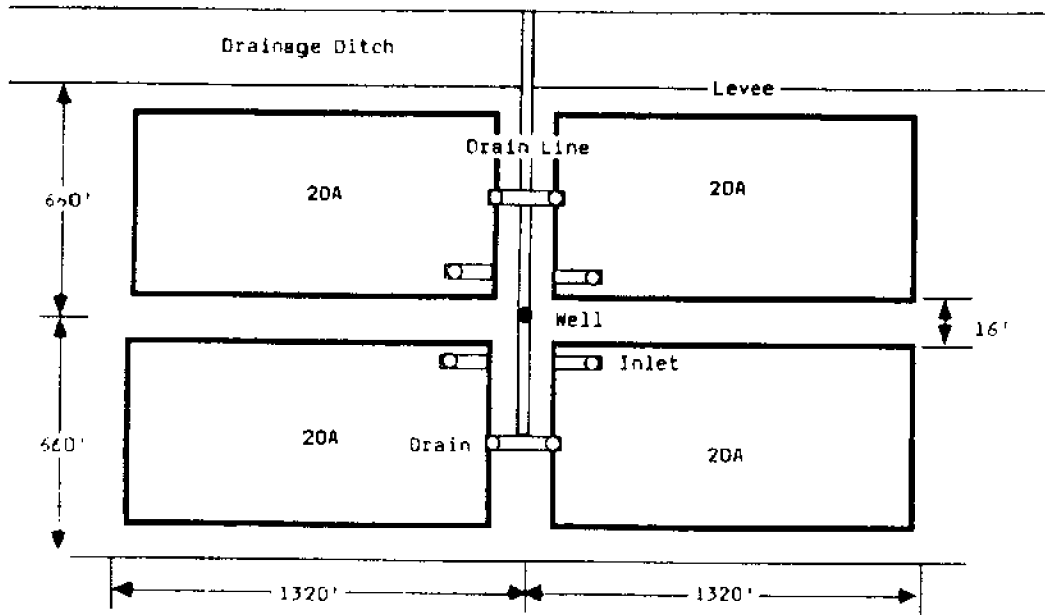 Drainage Ditch
Levee
Drain Line
20A
20A
660'
Well
16'
Inlet
660'
20A
Drain
20A
1320'
1320'